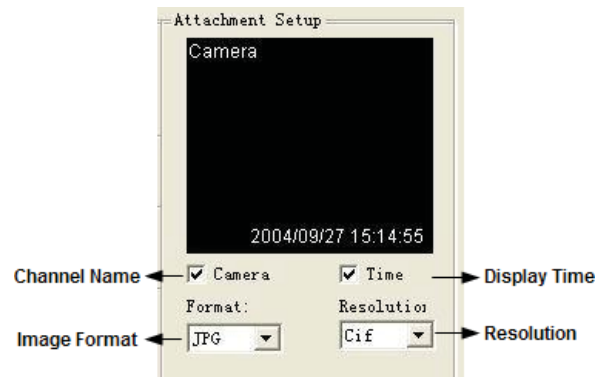 Attachment Setup
Camera
2004/09/27 15:14:55
Channel Name Camera Time Display Time
Format: Resolution
Image Format JPG Cif Resolution